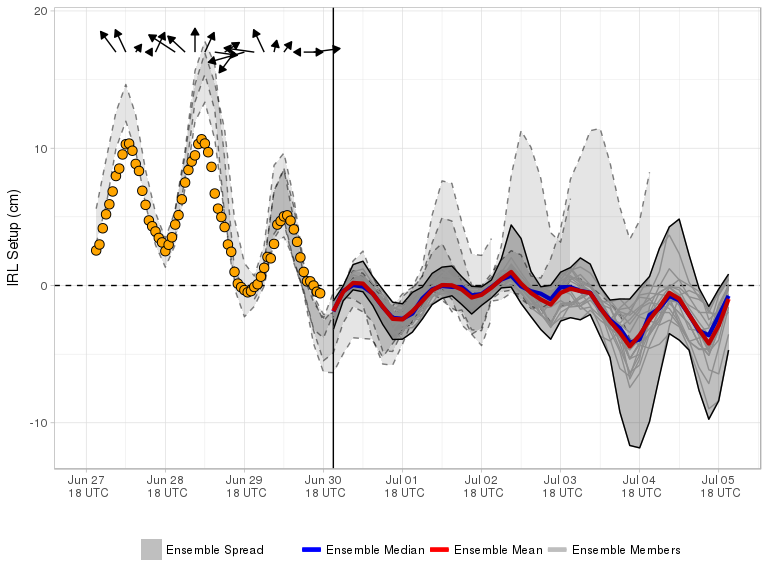 20
10
0
-10
IRL Setup (cm)
Jun 27 Jun 28 Jun 29 Jun 30 Jul 01 Jul 02 Jul 03 Jul 04 Jul 05
18 UTC 18 UTC 18 UTC 18 UTC 18 UTC 18 UTC 18 UTC 18 UTC 18 UTC
Ensemble Spread Ensemble Median Ensemble Mean Ensemble Members